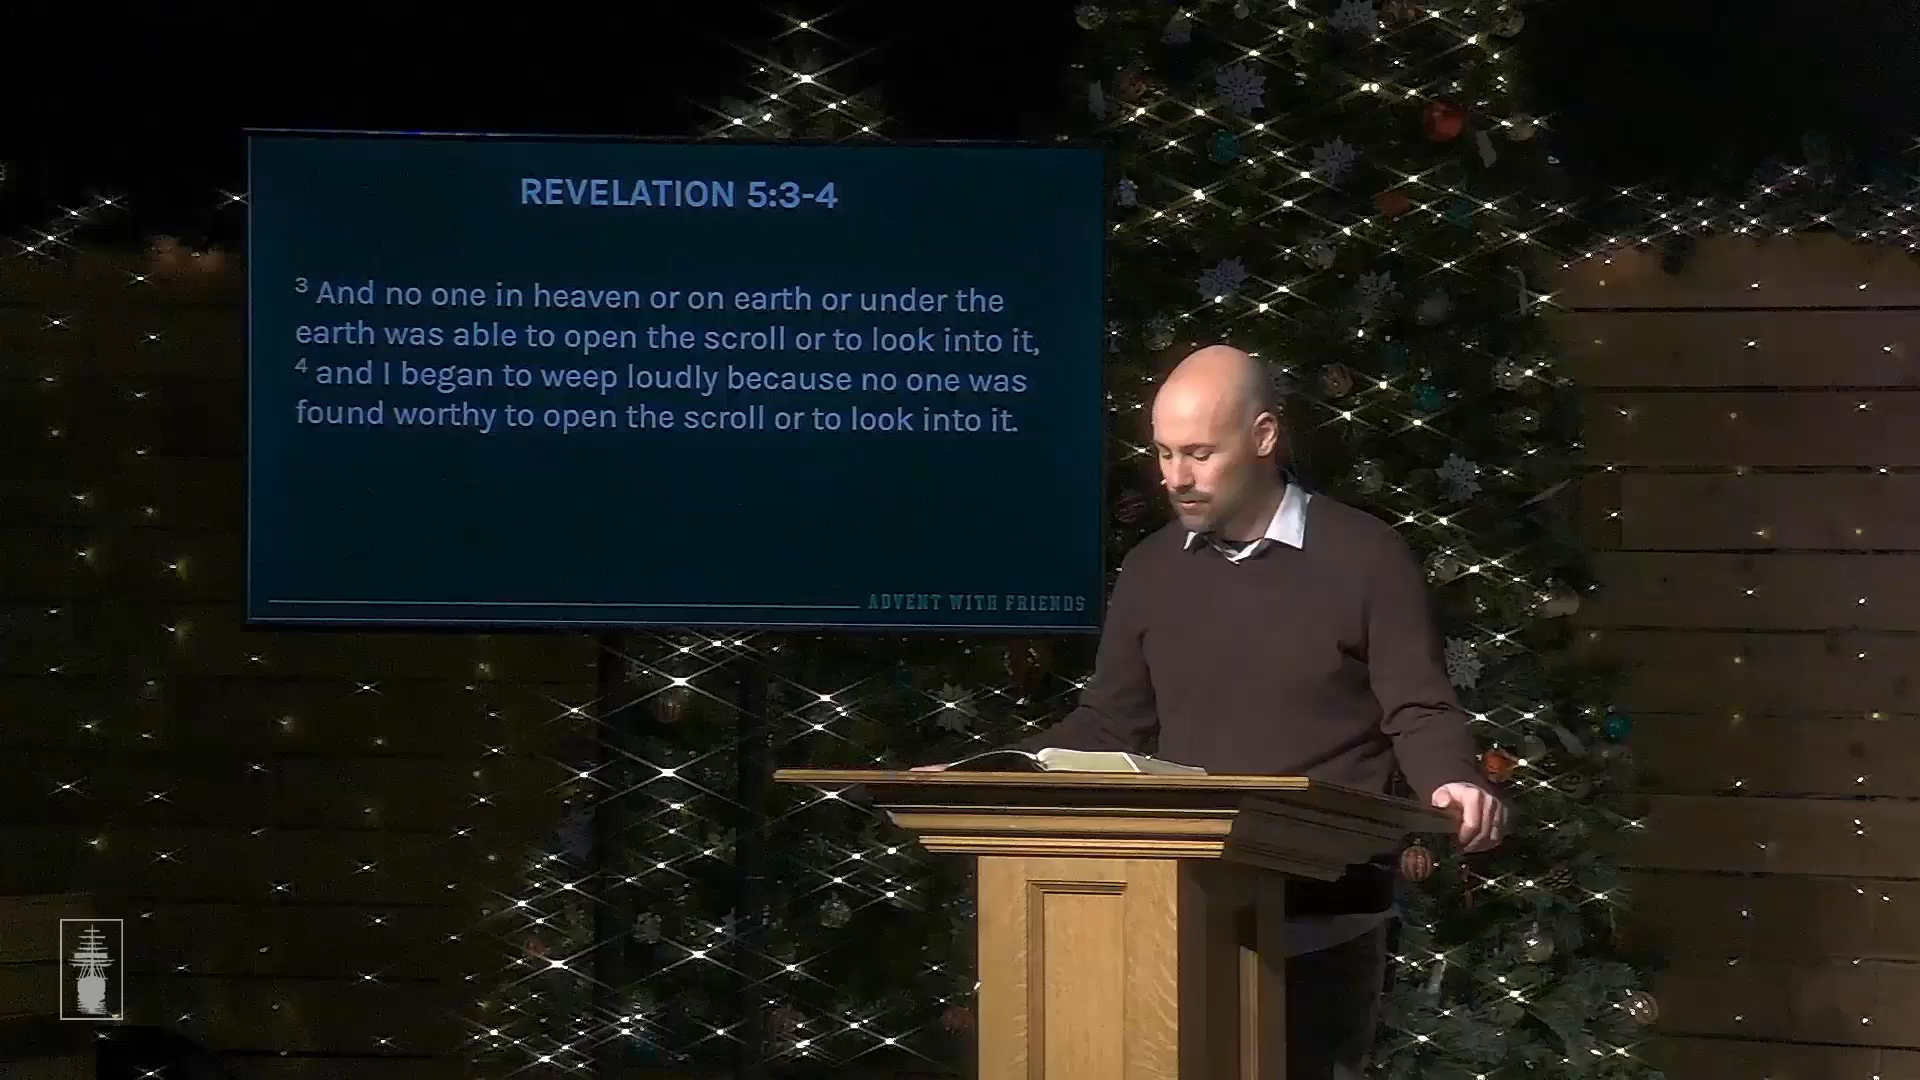 REVELATION 5:3-4
3 And no one in heaven or on earth or under the
earth was able to open the scroll or to look into it,
4 and I began to weep loudly because no one was
found worthy to open the scroll or to look into it.
ADVENT WITH FRIENDS